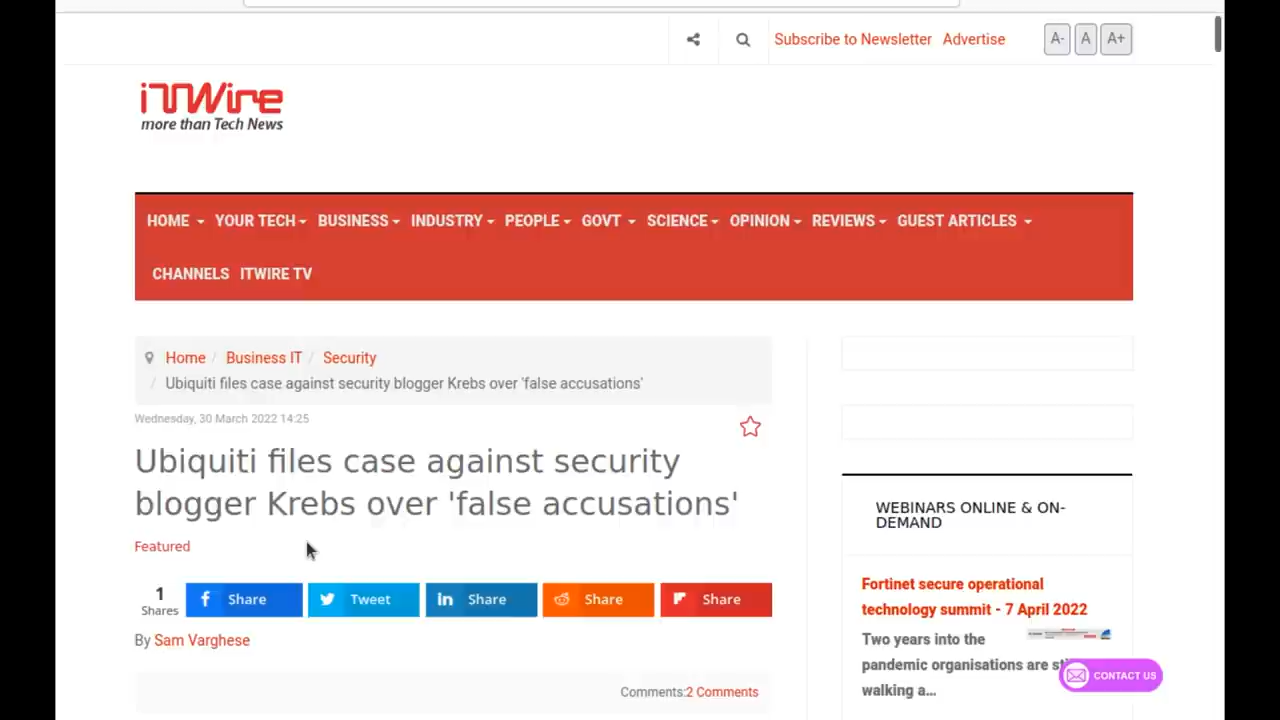 Subscribe to Newsletter Advertise A- A A+
iTWire
more than Tech News
HOME YOUR TECH BUSINESS INDUSTRY PEOPLE GOVT SCIENCE OPINION REVIEWS GUEST ARTICLES
CHANNELS ITWIRE TV
Home / Business IT / Security
/ Ubiquiti files case against security blogger Krebs over 'false accusations'
Wednesday, 30 March 2022 14:25
Ubiquiti files case against security
blogger Krebs over 'false accusations'
Featured
1
Shares
Share
Tweet
Share
Share
Share
By Sam Varghese
Comments:2 Comments
WEBINARS ONLINE & ON-
DEMAND
Fortinet secure operational
technology summit - 7 April 2022
Two years into the
pandemic organisations are
walking a...
CONTACT US